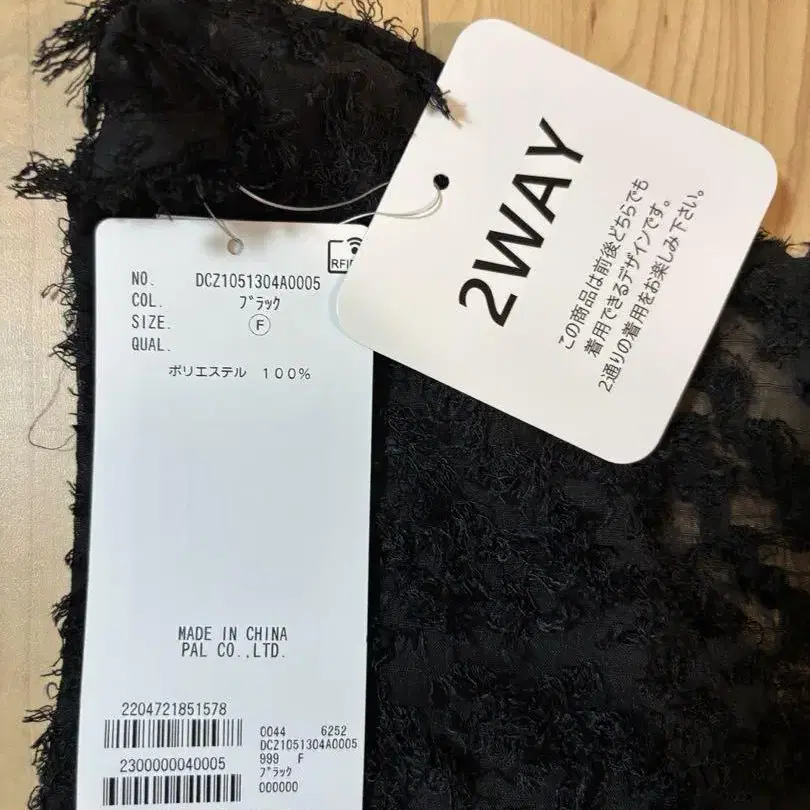 2WAY
この商品は前後どちらでも
着用できるデザインです。
2通りの着用をお楽しみ下さい。
RFID
NO. DCZ1051304A0005
COL. ブラック
SIZE. F
QUAL.
ポリエステル 100%
MADE IN CHINA
PAL CO.,LTD.
2204721851578
2300000040005
0044 6252
DCZ1051304A0005
999 F
ブラック
000000